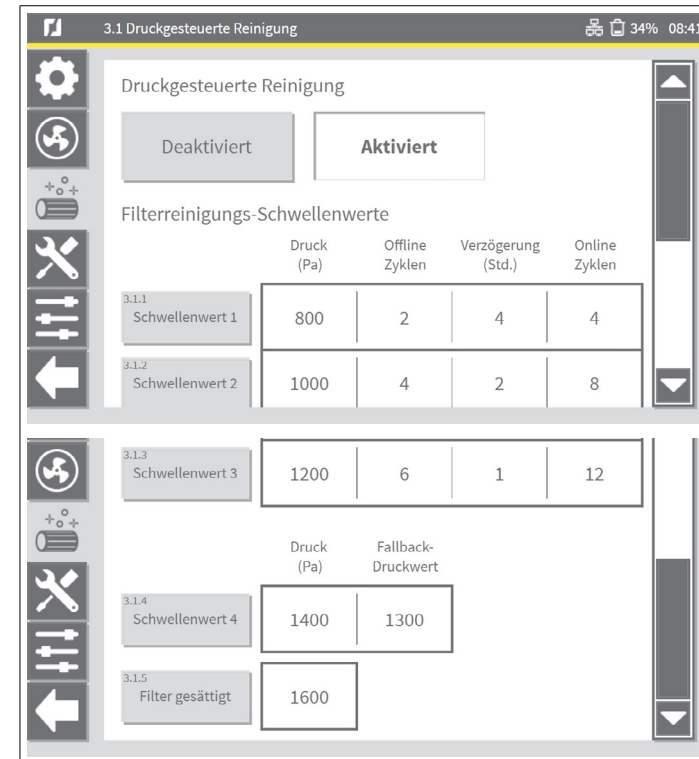 3.1 Druckgesteuerte Reinigung 34% 08:41
Druckgesteuerte Reinigung
Deaktiviert Aktiviert
Filterreinigungs-Schwellenwerte
Druck (Pa) Offline Zyklen Verzögerung (Std.) Online Zyklen
3.1.1
Schwellenwert 1 800 2 4 4
3.1.2
Schwellenwert 2 1000 4 2 8
3.1.3
Schwellenwert 3 1200 6 1 12
Druck (Pa) Fallback-Druckwert
3.1.4
Schwellenwert 4 1400 1300
3.1.5
Filter gesättigt 1600